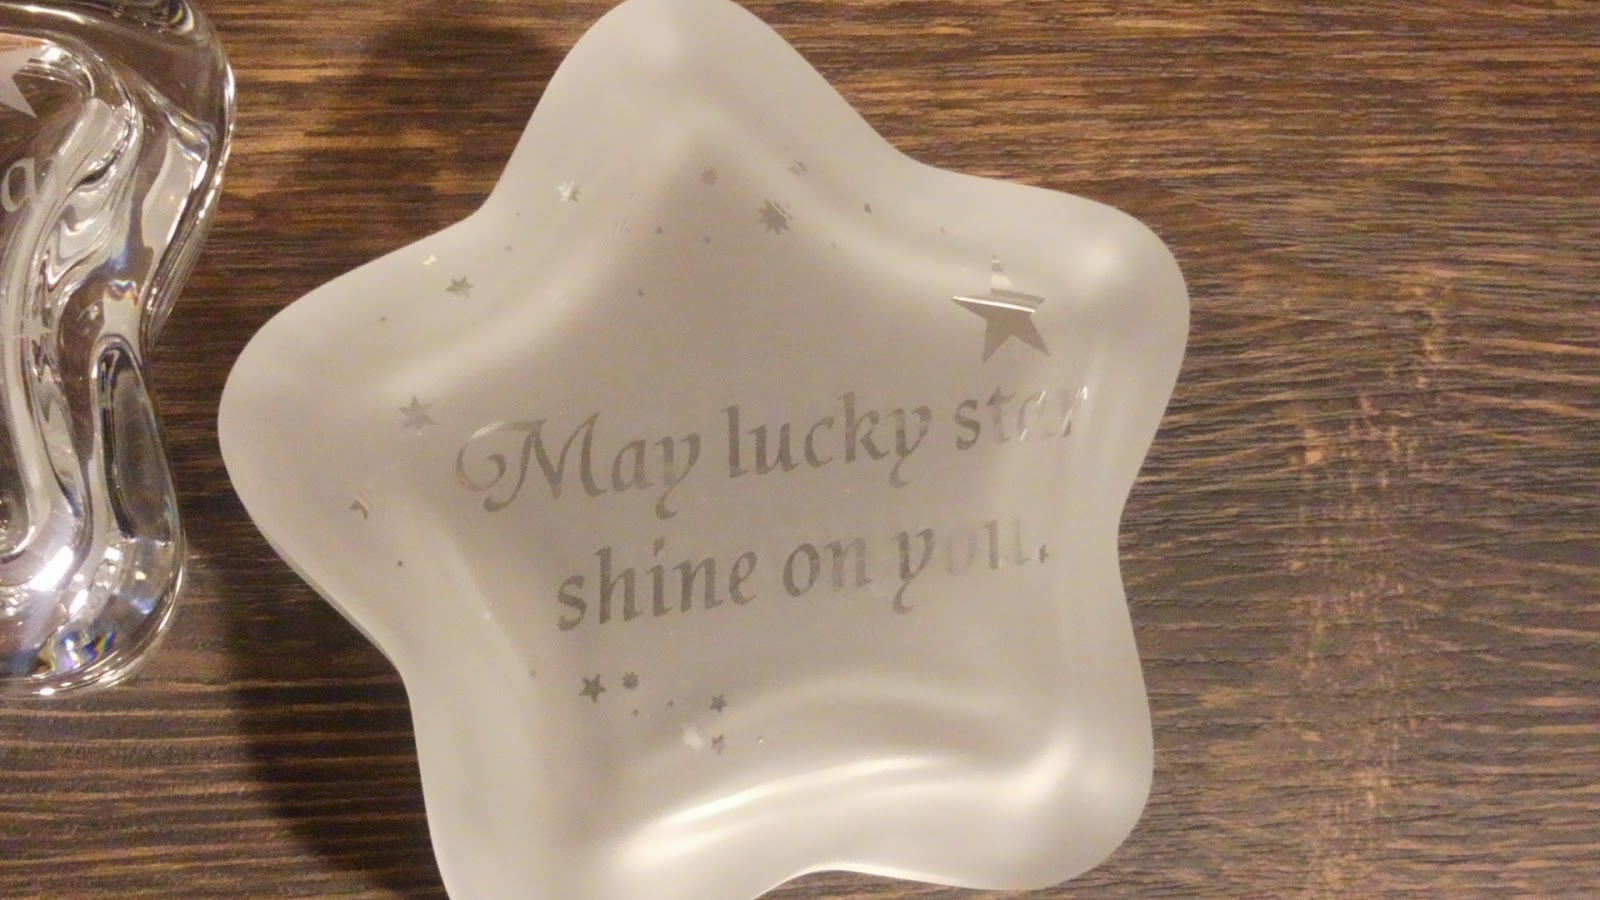 May lucky star
shine on you.